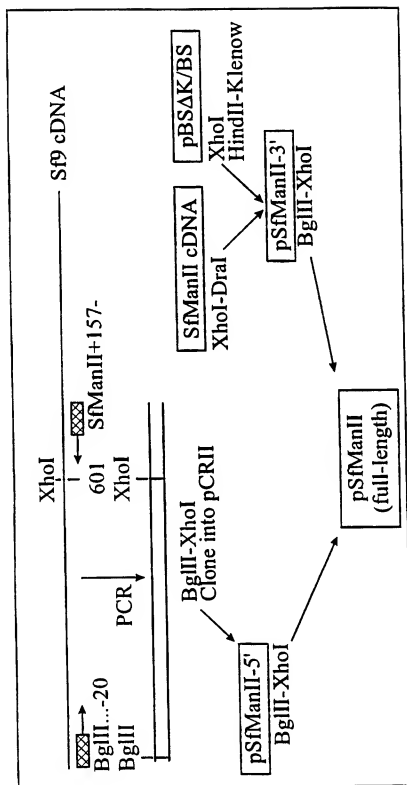 XhoI
Sf9 cDNA
BglII...-20
601
SfManII+157-
BglII
XhoI
PCR
BglII-XhoI
Clone into pCRII
SfManII cDNA
XhoI-DraI
pBSΔK/BS
XhoI
HindII-Klenow
pSfManII-5'
BglII-XhoI
pSfManII-3'
BglII-XhoI
pSfManII
(full-length)